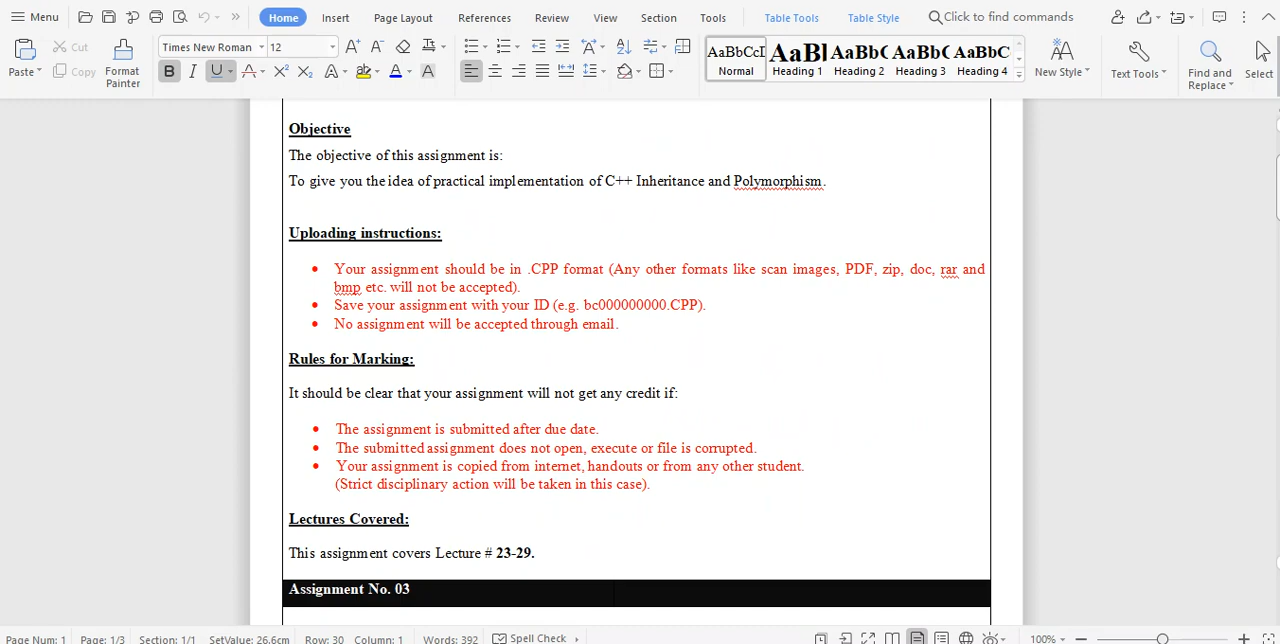 Menu
Home Insert Page Layout References Review View Section Tools Table Tools Table Style Click to find commands
Paste Cut Copy Format Painter Times New Roman 12
AaBbCcD AaBl AaBb( AaBb( AaBbC
Normal Heading 1 Heading 2 Heading 3 Heading 4 New Style Text Tools Find and Replace Select
Objective
The objective of this assignment is:
To give you the idea of practical implementation of C++ Inheritance and Polymorphism.
Uploading instructions:
• Your assignment should be in .CPP format (Any other formats like scan images, PDF, zip, doc, rar and
bmp etc. will not be accepted).
• Save your assignment with your ID (e.g. bc000000000.CPP).
• No assignment will be accepted through email.
Rules for Marking:
It should be clear that your assignment will not get any credit if:
• The assignment is submitted after due date.
• The submitted assignment does not open, execute or file is corrupted.
• Your assignment is copied from internet, handouts or from any other student.
(Strict disciplinary action will be taken in this case).
Lectures Covered:
This assignment covers Lecture # 23-29.
Assignment No. 03
Page Num: 1 Page: 1/3 Section: 1/1 SetValue: 26.6cm Row: 30 Column: 1 Words: 392 Spell Check 100%